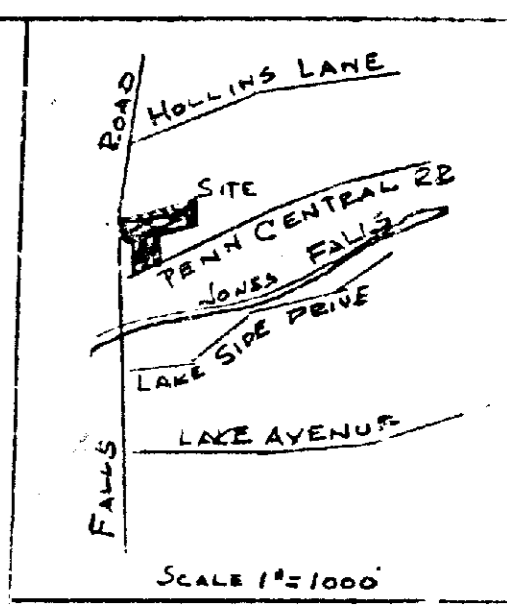 HOLLINS LANE
ROAD
SITE
PENN CENTRAL RR
JONES FALLS
LAKE SIDE DRIVE
LAKE AVENUE
FALLS
SCALE 1"=1000'